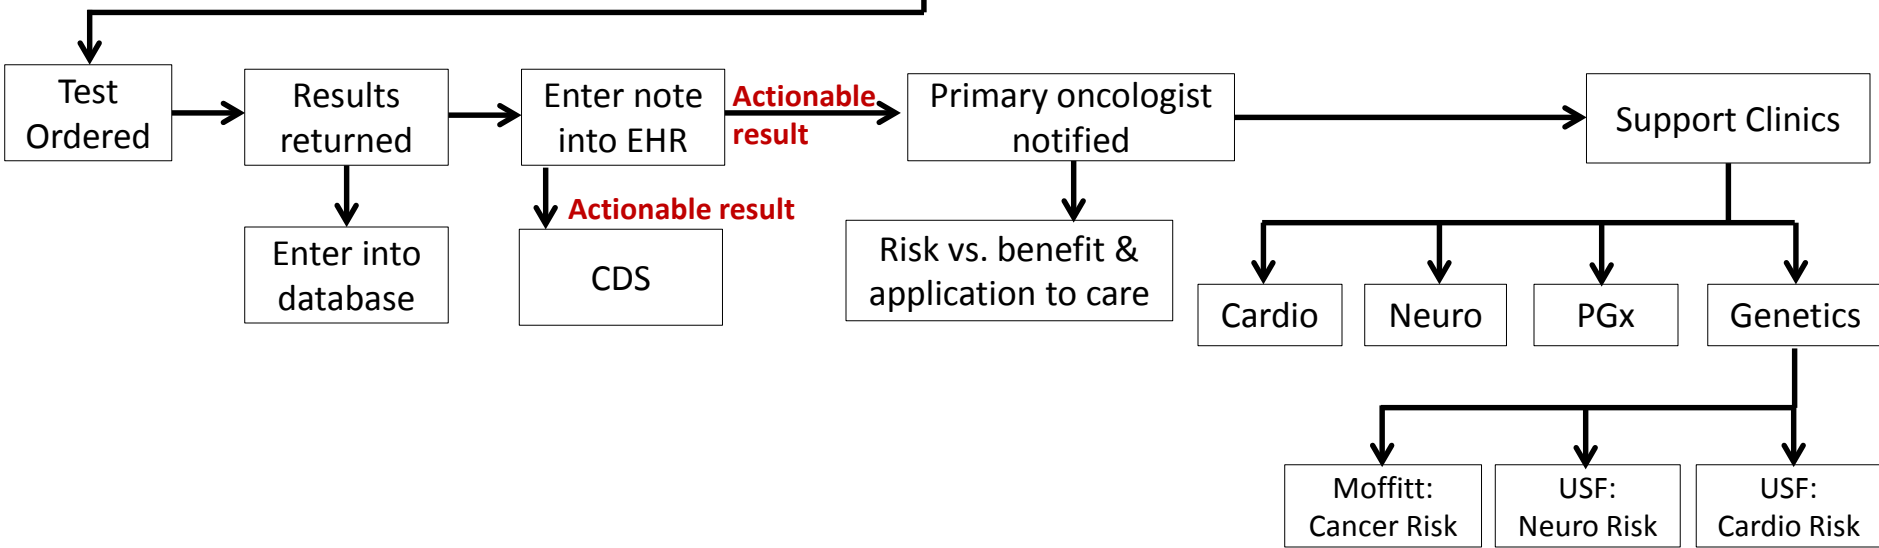 Test
Ordered
Results
returned
Enter note
into EHR
Actionable
result
Primary oncologist
notified
Support Clinics
Enter into
database
Actionable result
CDS
Risk vs. benefit &
application to care
Cardio
Neuro
PGx
Genetics
Moffitt:
Cancer Risk
USF:
Neuro Risk
USF:
Cardio Risk